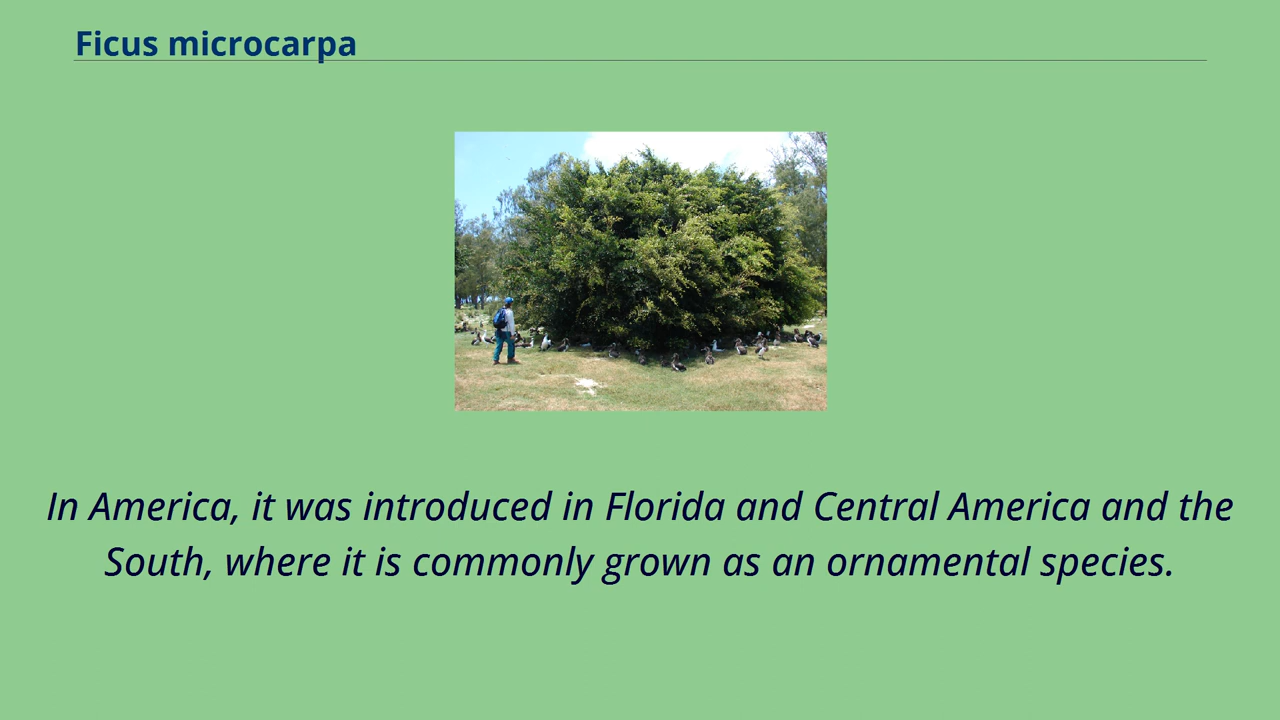 Ficus microcarpa
In America, it was introduced in Florida and Central America and the
South, where it is commonly grown as an ornamental species.